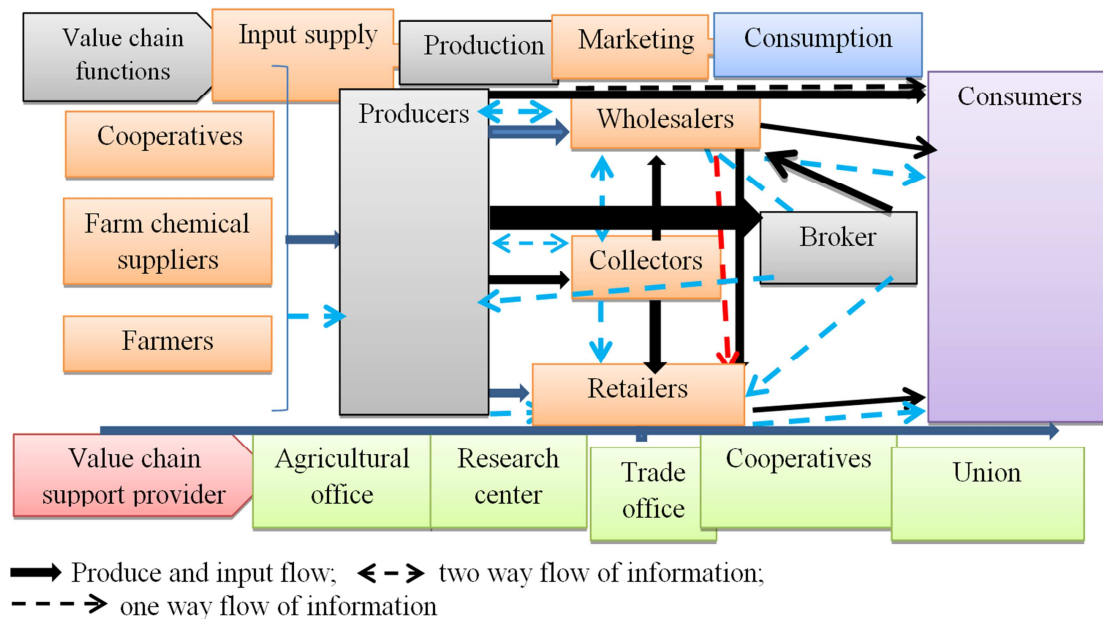 Value chain
functions
Input supply
Production
Marketing
Consumption
Cooperatives
Farm chemical
suppliers
Farmers
Producers
Wholesalers
Collectors
Retailers
Broker
Consumers
Value chain
support provider
Agricultural
office
Research
center
Trade
office
Cooperatives
Union
Produce and input flow;
two way flow of information;
one way flow of information